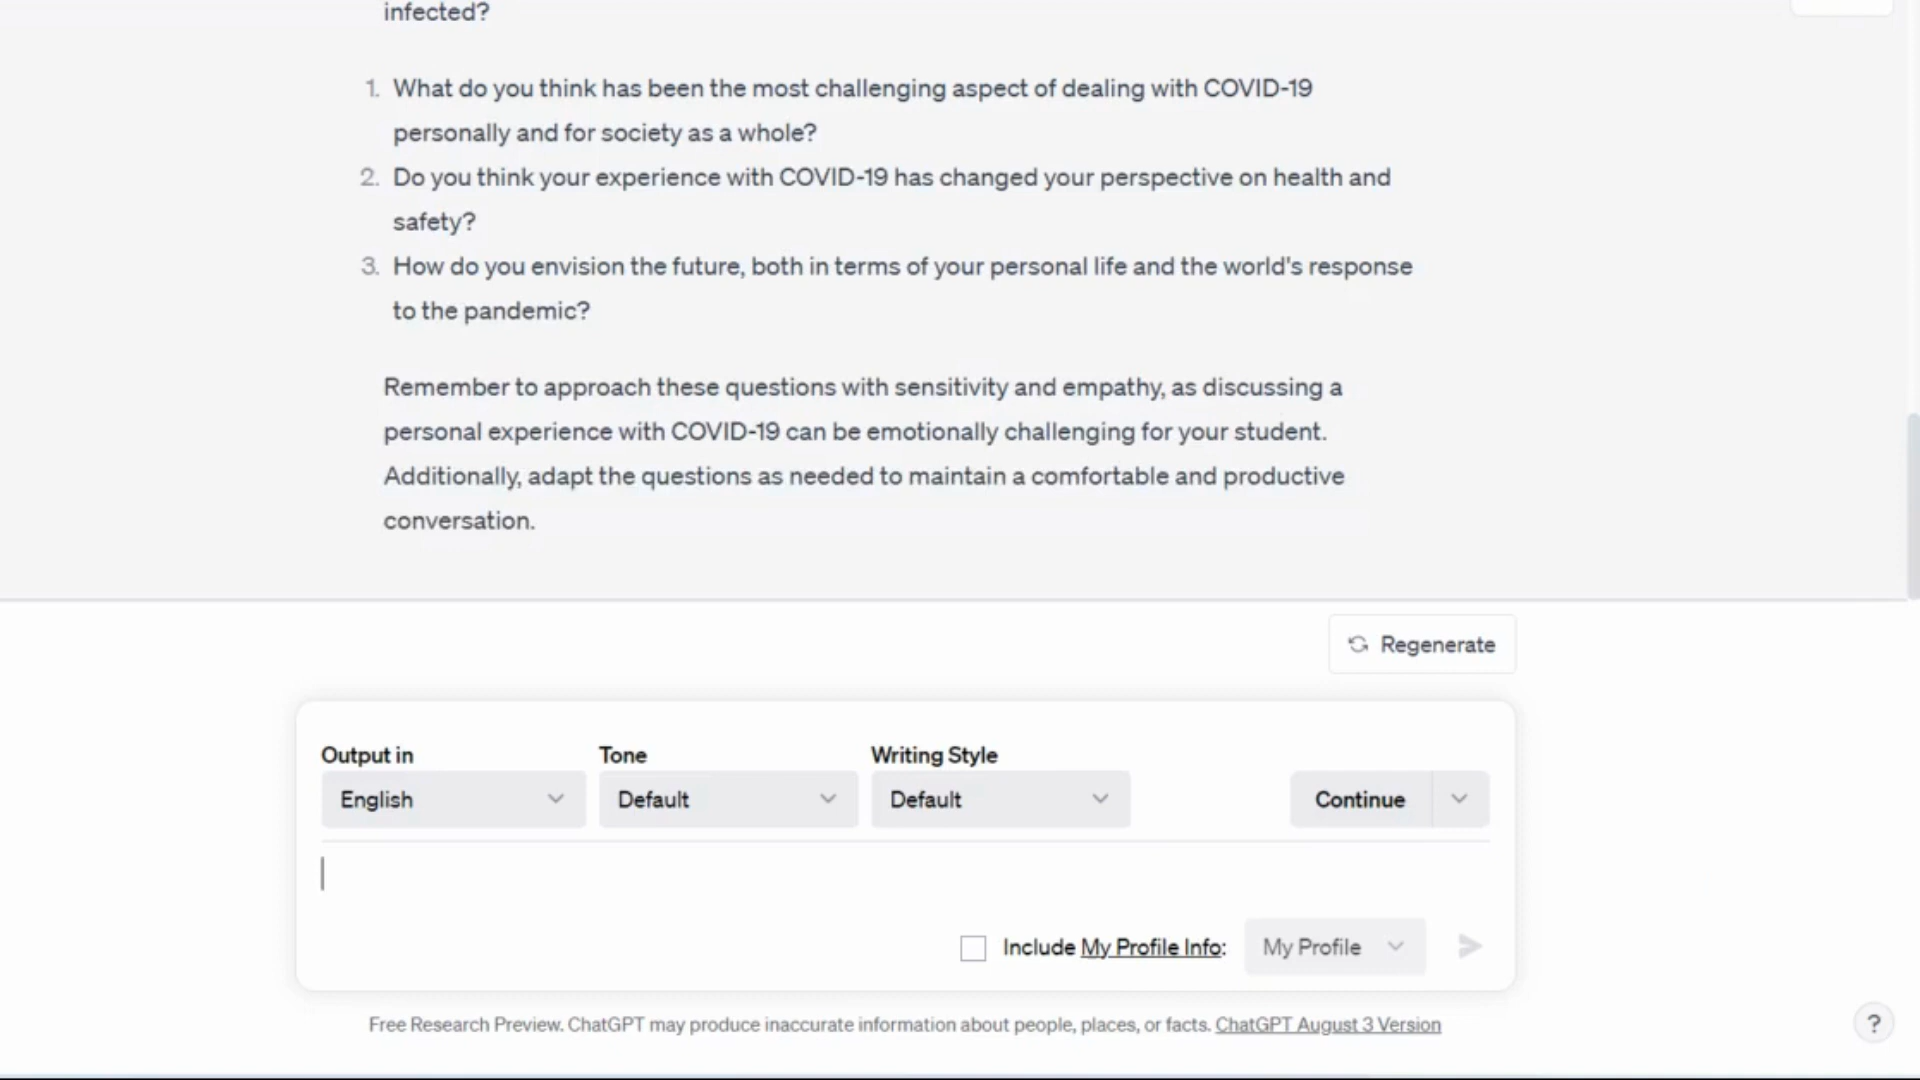 infected?
1. What do you think has been the most challenging aspect of dealing with COVID-19
personally and for society as a whole?
2. Do you think your experience with COVID-19 has changed your perspective on health and
safety?
3. How do you envision the future, both in terms of your personal life and the world's response
to the pandemic?
Remember to approach these questions with sensitivity and empathy, as discussing a
personal experience with COVID-19 can be emotionally challenging for your student.
Additionally, adapt the questions as needed to maintain a comfortable and productive
conversation.
Regenerate
Output in Tone Writing Style
English Default Default Continue
Include My Profile Info: My Profile
Free Research Preview. ChatGPT may produce inaccurate information about people, places, or facts. ChatGPT August 3 Version
?